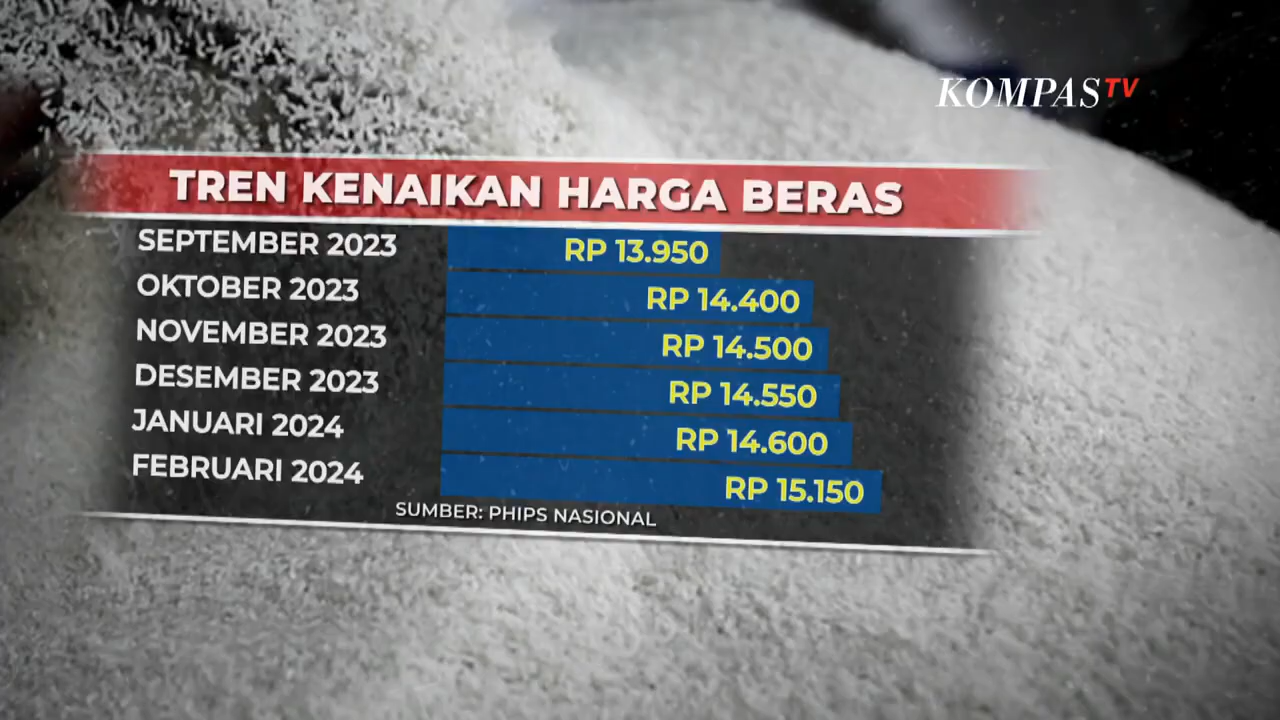 KOMPASTV
TREN KENAIKAN HARGA BERAS
SEPTEMBER 2023 RP 13.950
OKTOBER 2023 RP 14.400
NOVEMBER 2023 RP 14.500
DESEMBER 2023 RP 14.550
JANUARI 2024 RP 14.600
FEBRUARI 2024 RP 15.150
SUMBER: PHIPS NASIONAL